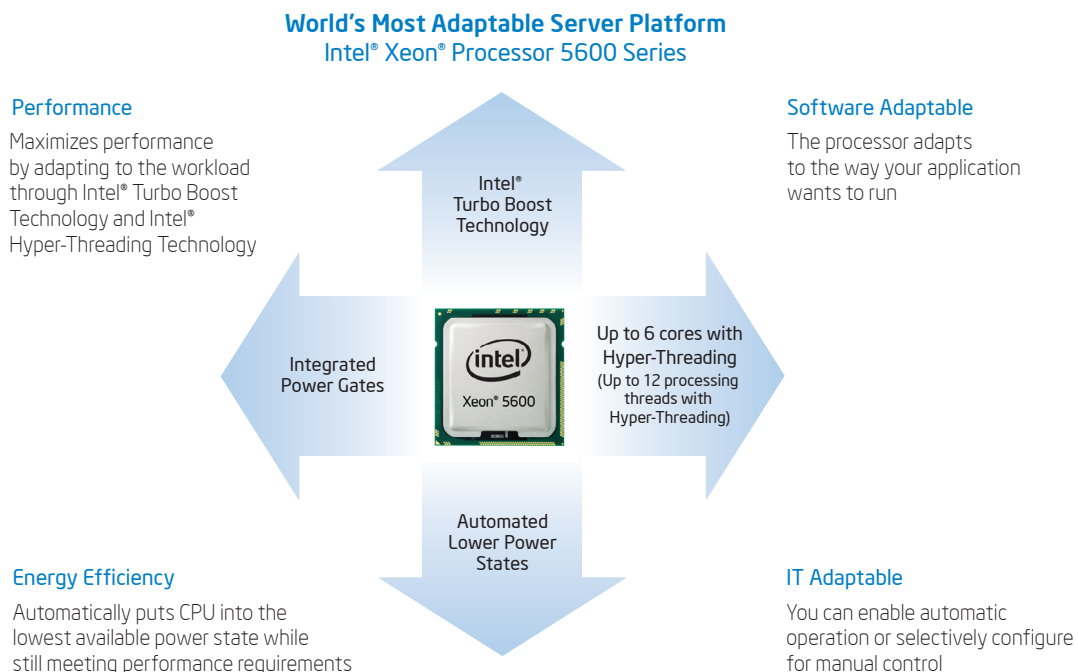 World's Most Adaptable Server Platform
Intel® Xeon® Processor 5600 Series
Performance
Maximizes performance
by adapting to the workload
through Intel® Turbo Boost
Technology and Intel®
Hyper-Threading Technology
Software Adaptable
The processor adapts
to the way your application
wants to run
Intel®
Turbo Boost
Technology
Integrated
Power Gates
intel
Xeon® 5600
Up to 6 cores with
Hyper-Threading
(Up to 12 processing
threads with
Hyper-Threading)
Automated
Lower Power
States
Energy Efficiency
Automatically puts CPU into the
lowest available power state while
still meeting performance requirements
IT Adaptable
You can enable automatic
operation or selectively configure
for manual control